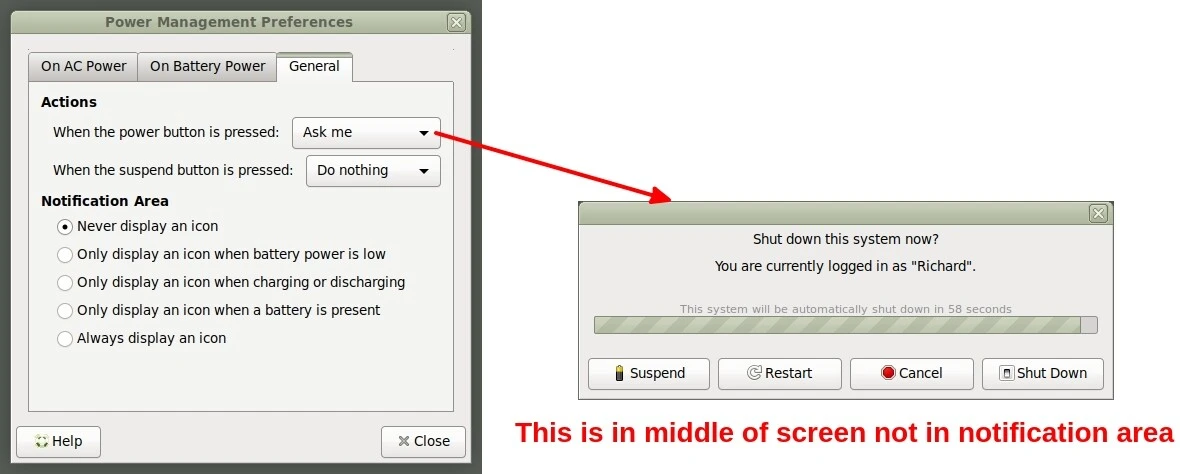 Power Management Preferences
On AC Power
On Battery Power
General
Actions
When the power button is pressed: Ask me
When the suspend button is pressed: Do nothing
Notification Area
Never display an icon
Only display an icon when battery power is low
Only display an icon when charging or discharging
Only display an icon when a battery is present
Always display an icon
Help
Close
Shut down this system now?
You are currently logged in as "Richard".
This system will be automatically shut down in 58 seconds
Suspend
Restart
Cancel
Shut Down
This is in middle of screen not in notification area